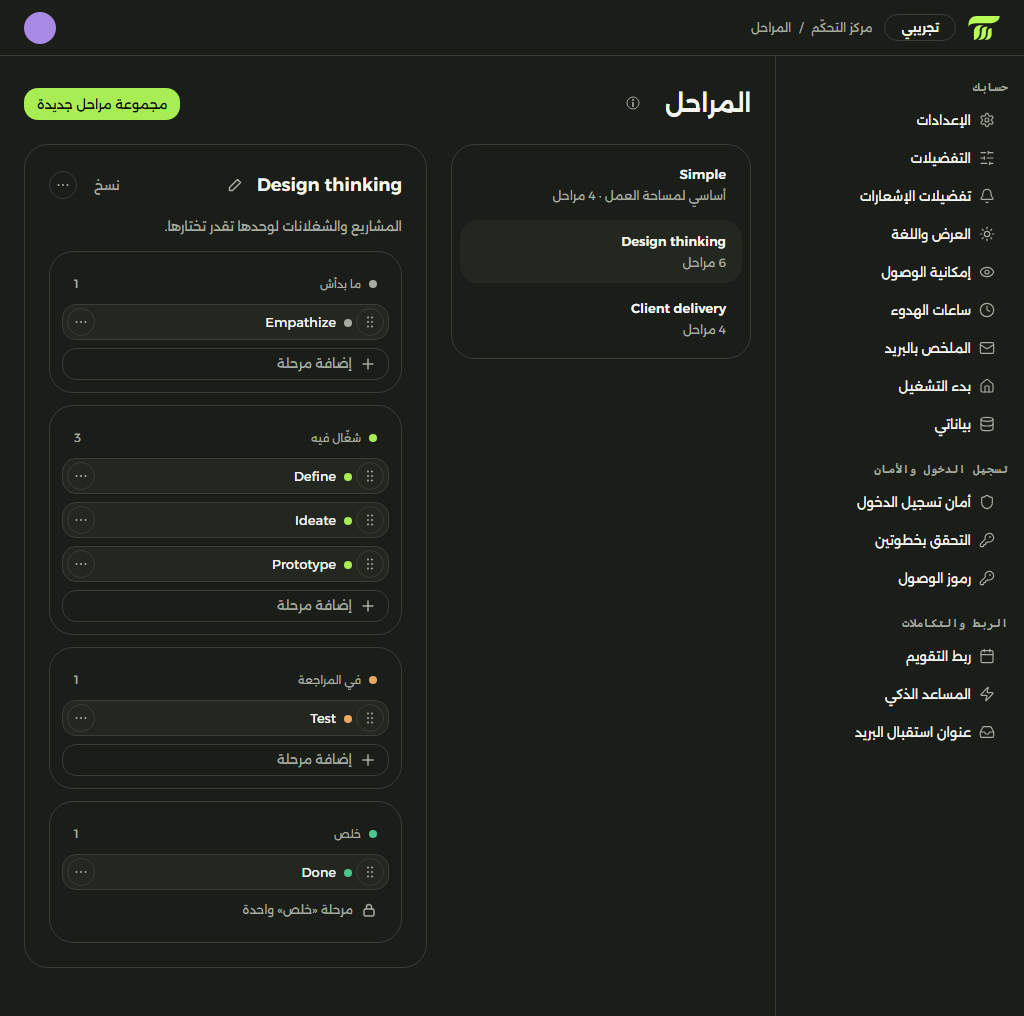 تجريبي
مركز التحكّم / المراحل
حسابك
الإعدادات
التفضيلات
تفضيلات الإشعارات
العرض واللغة
إمكانية الوصول
ساعات الهدوء
الملخص بالبريد
بدء التشغيل
بياناتي
تسجيل الدخول والأمان
أمان تسجيل الدخول
التحقق بخطوتين
رموز الوصول
الربط والتكاملات
ربط التقويم
المساعد الذكي
عنوان استقبال البريد
المراحل
مجموعة مراحل جديدة
Simple
أساسي لمساحة العمل · 4 مراحل
Design thinking
6 مراحل
Client delivery
4 مراحل
Design thinking
نسخ
المشاريع والشغلانات لوحدها تقدر تختارها.
ما بدأش 1
Empathize
إضافة مرحلة
شغّال فيه 3
Define
Ideate
Prototype
إضافة مرحلة
في المراجعة 1
Test
إضافة مرحلة
خلص 1
Done
مرحلة «خلص» واحدة